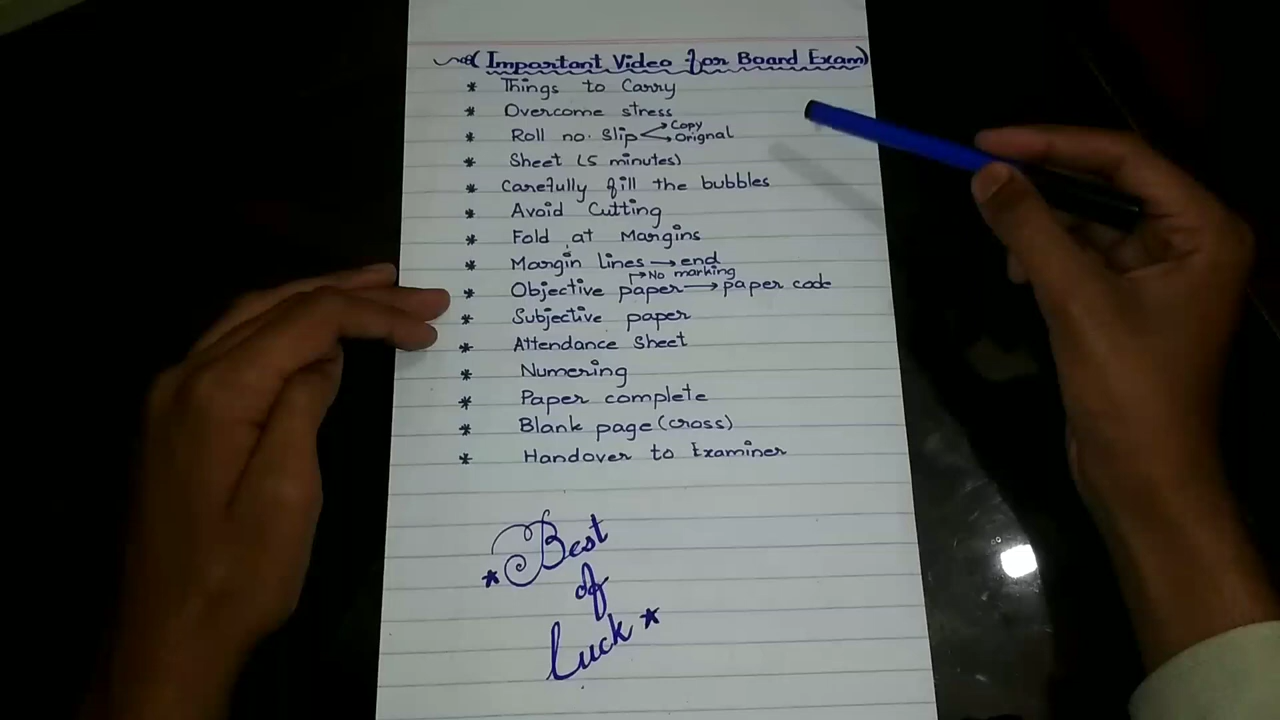 (Important Video for Board Exam)
* Things to Carry
* Overcome stress
* Roll no. Slip → Copy
→ Orignal
* Sheet (5 minutes)
* Carefully fill the bubbles
* Avoid Cutting
* Fold at Margins
* Margin lines → end
→ No marking
* Objective paper → paper code
* Subjective paper
* Attendance Sheet
* Numering
* Paper complete
* Blank page (cross)
* Handover to Examiner
* Best
of
Luck *